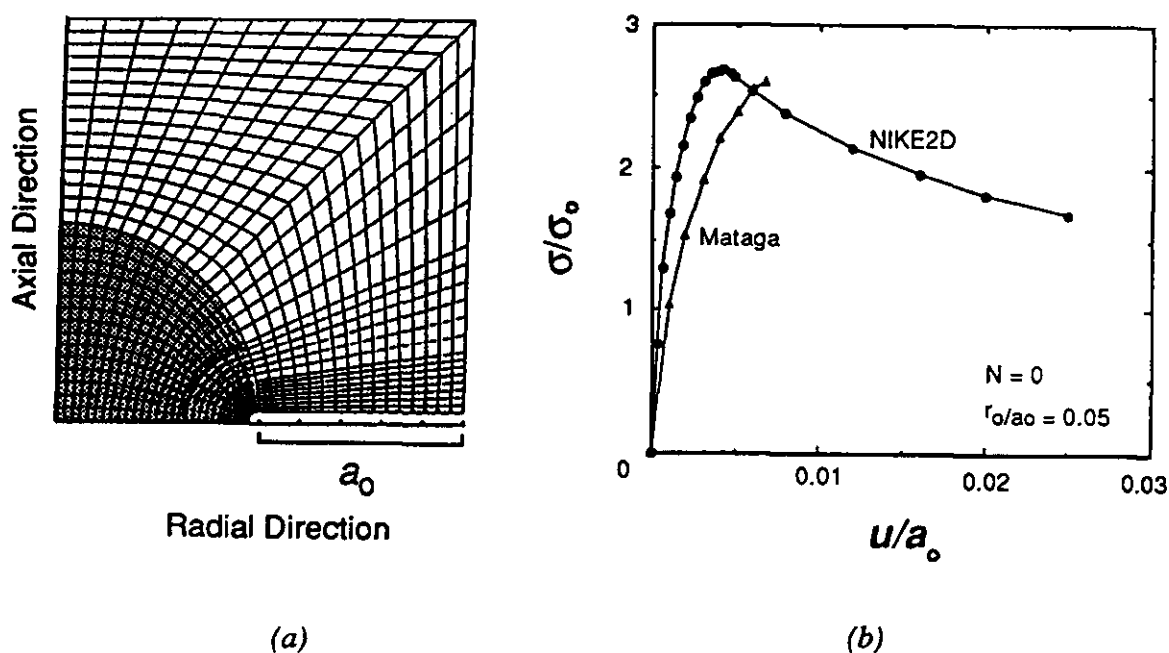 Axial Direction
a₀
Radial Direction
(a)
3
2
1
0
σ/σₒ
NIKE2D
Mataga
N = 0
rₒ/aₒ = 0.05
0.01
0.02
0.03
u/aₒ
(b)